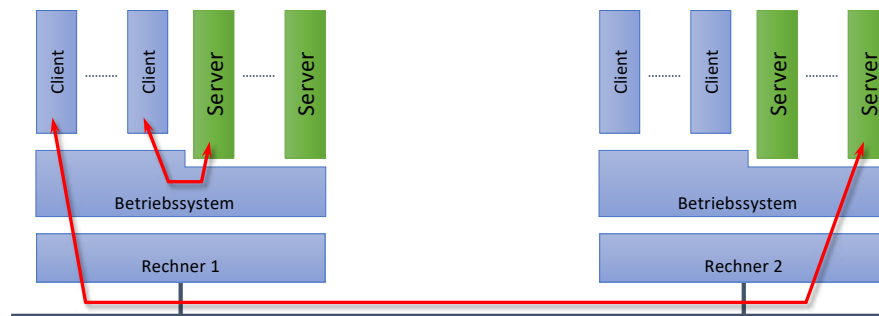 Client
Client
Server
Server
Betriebssystem
Rechner 1
Client
Client
Server
Server
Betriebssystem
Rechner 2